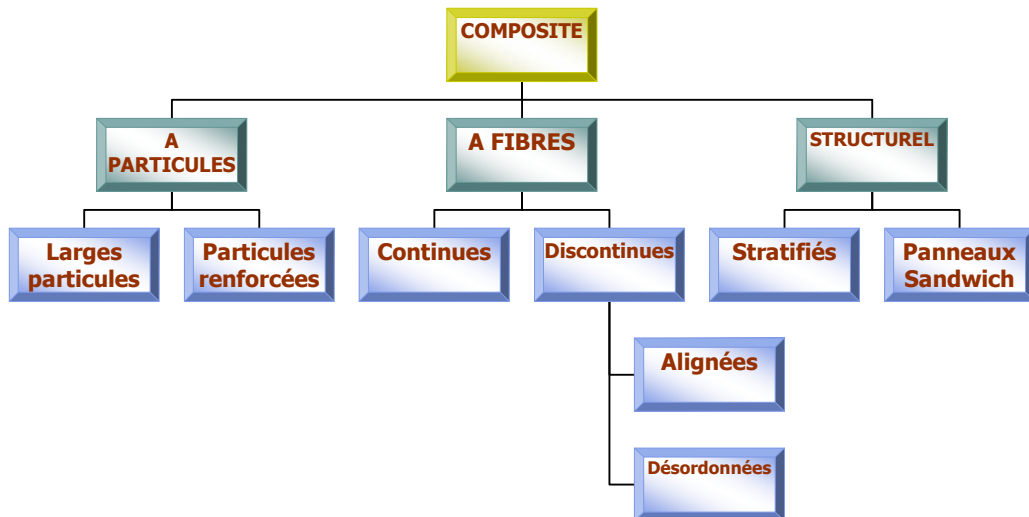 COMPOSITE
A
PARTICULES
A FIBRES
STRUCTUREL
Larges
particules
Particules
renforcées
Continues
Discontinues
Stratifiés
Panneaux
Sandwich
Alignées
Désordonnées